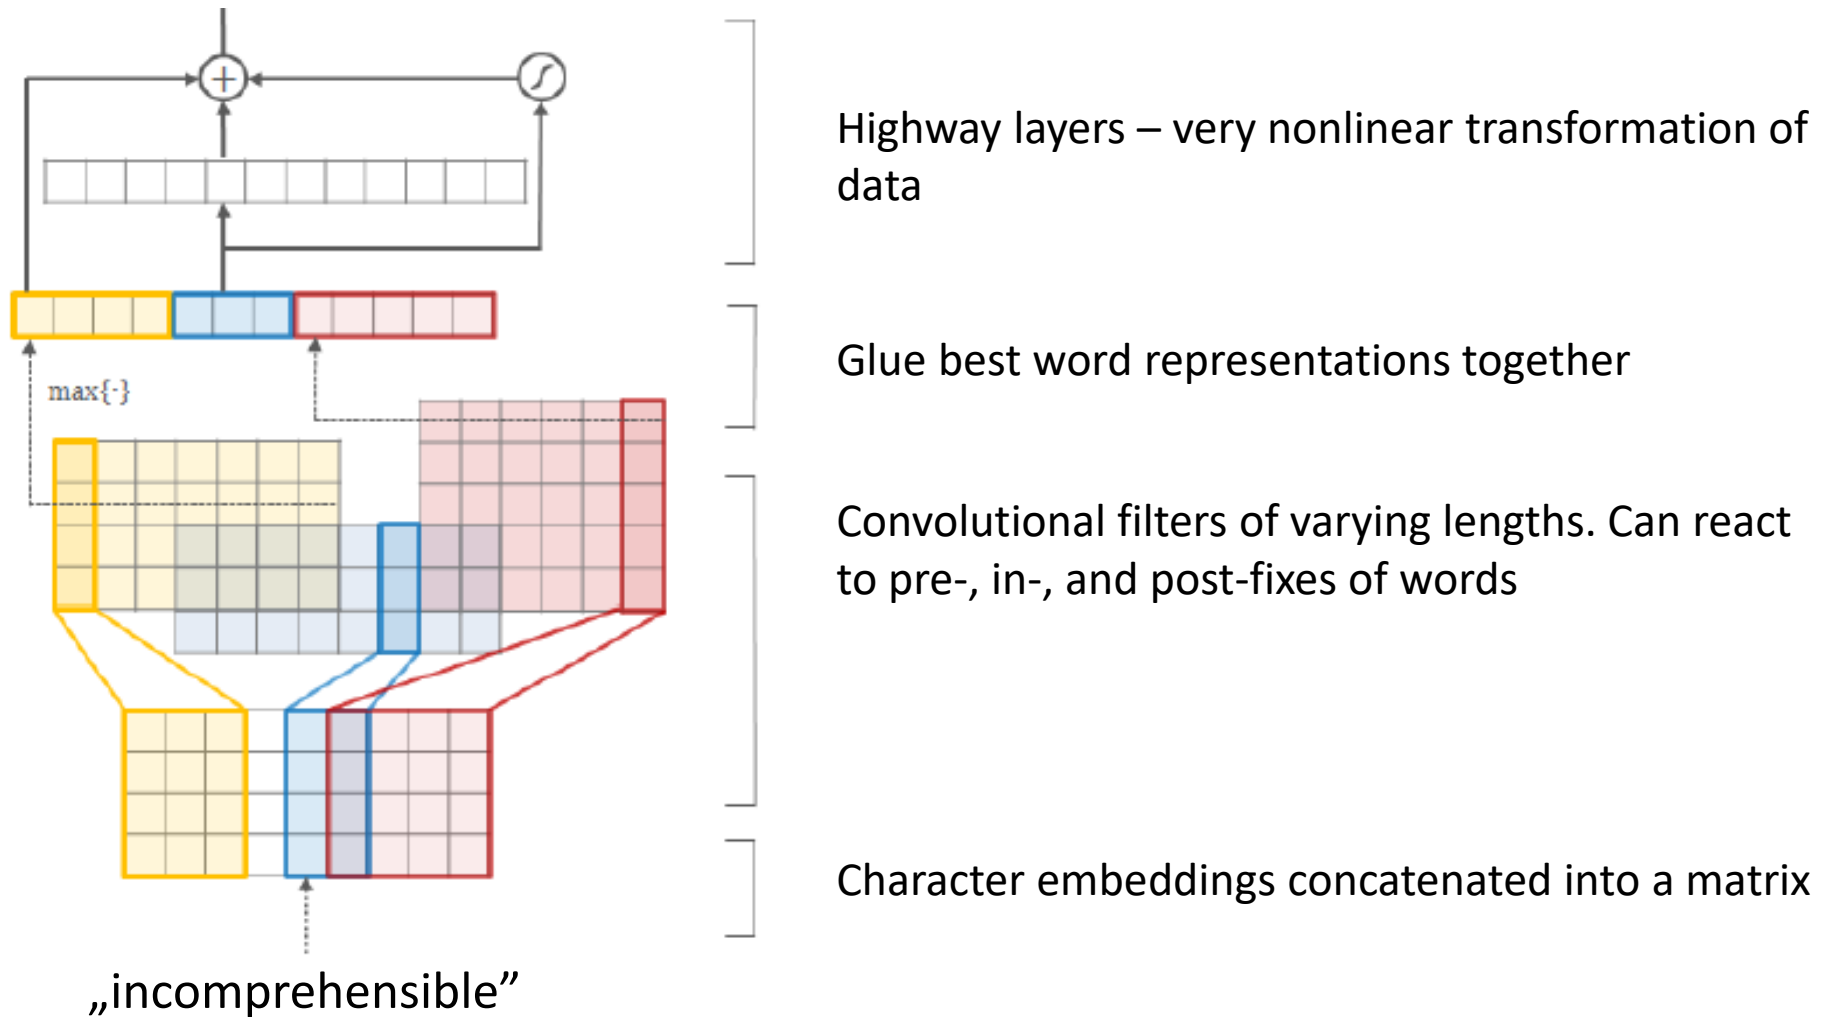 Highway layers – very nonlinear transformation of
data
Glue best word representations together
max{·}
Convolutional filters of varying lengths. Can react
to pre-, in-, and post-fixes of words
Character embeddings concatenated into a matrix
„incomprehensible”